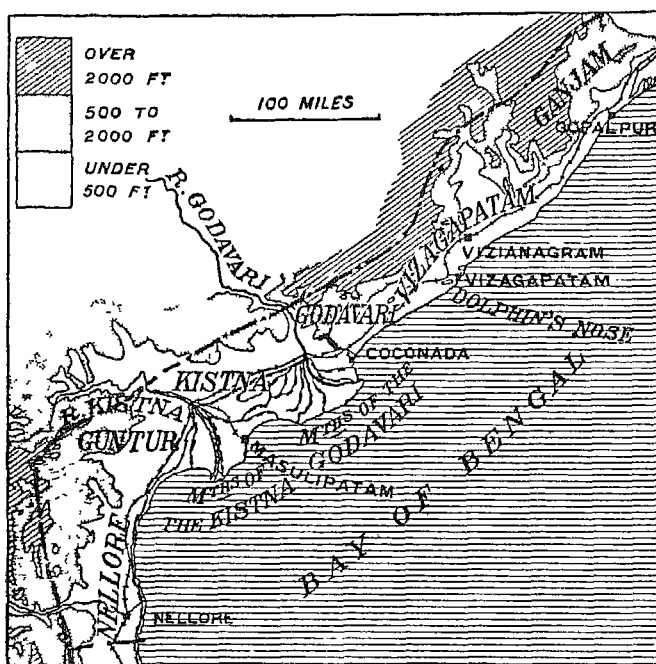 OVER
2000 FT
500 TO
2000 FT
UNDER
500 FT
100 MILES
GANJAM
GOPALPUR
R. GODAVARI
VIZAGAPATAM
VIZIANAGRAM
VIZAGAPATAM
DOLPHIN'S NOSE
GODAVARI
COCONADA
KISTNA
R. KISTNA
GUNTUR
MTHS OF THE
GODAVARI
MASULIPATAM
MTHS OF
THE KISTNA
BAY OF BENGAL
NELLORE
NELLORE
A